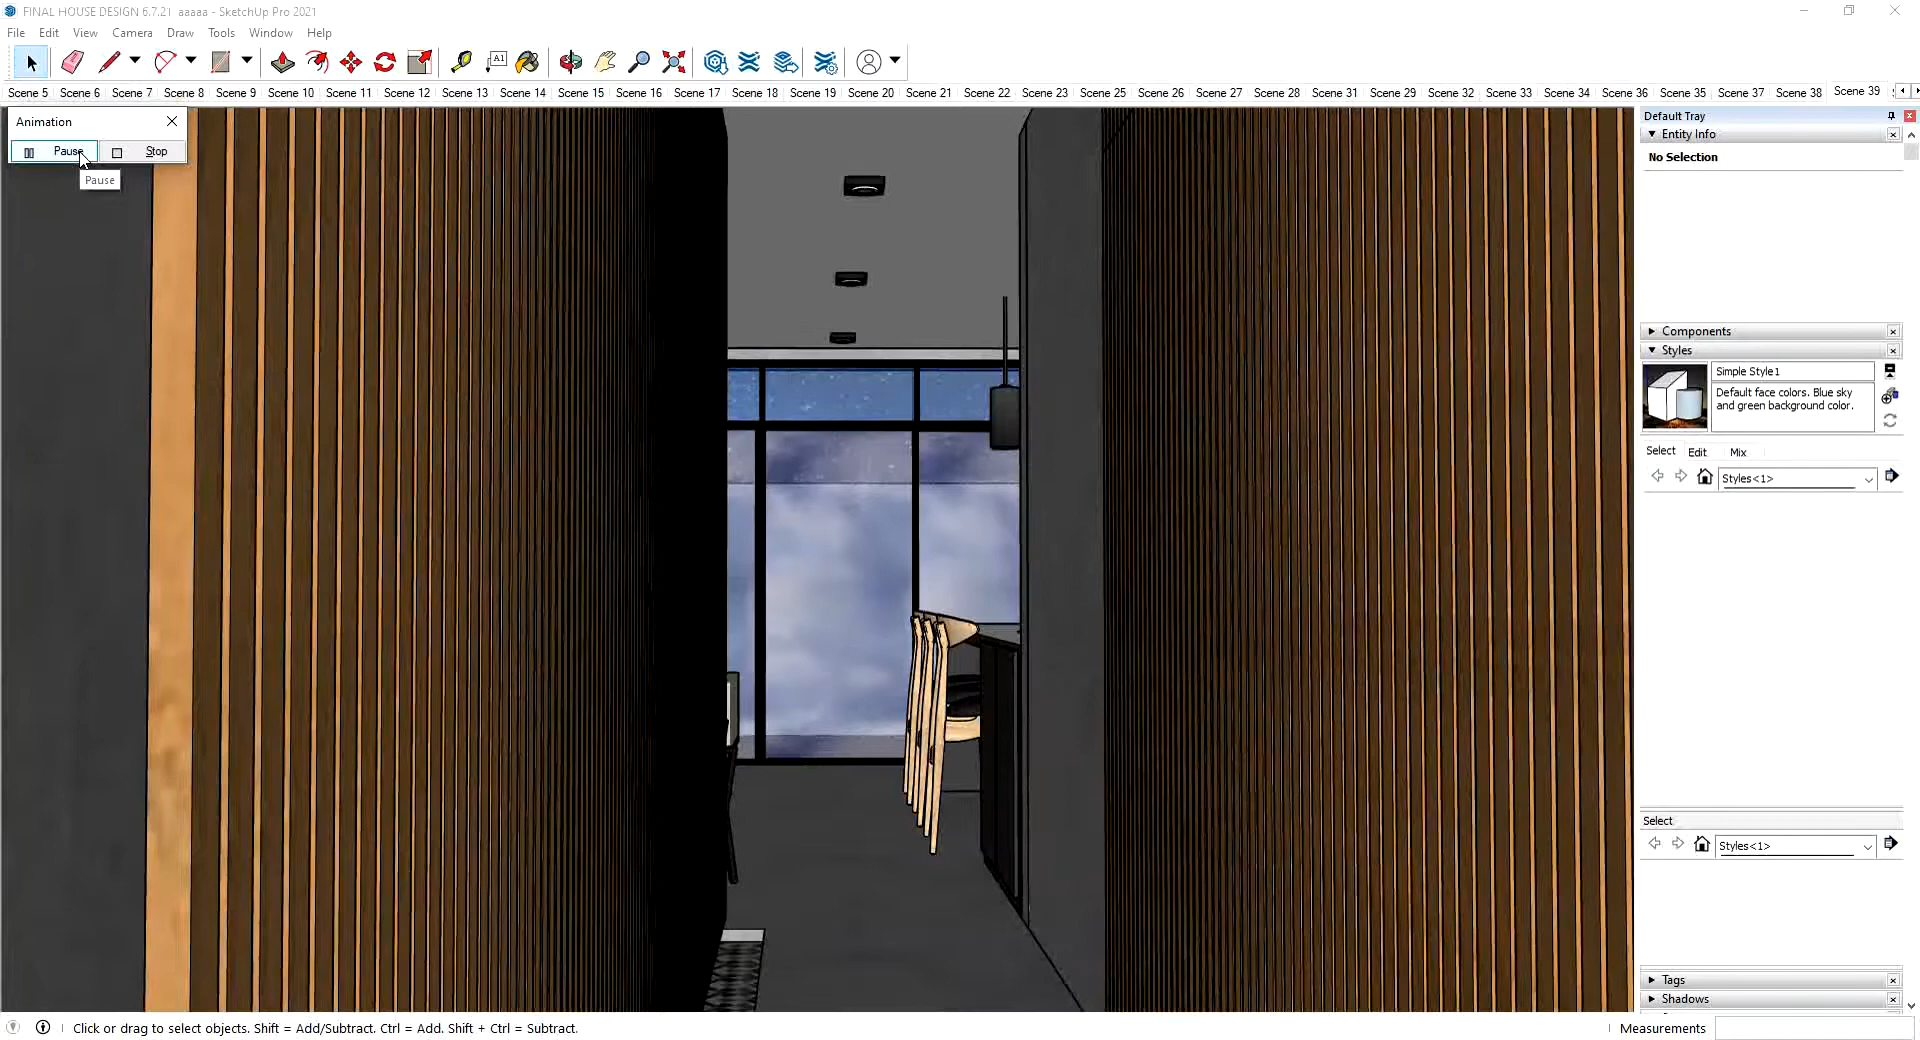 FINAL HOUSE DESIGN 6.7.21  aaaaa - SketchUp Pro 2021
File Edit View Camera Draw Tools Window Help
A1
Scene 5 Scene 6 Scene 7 Scene 8 Scene 9 Scene 10 Scene 11 Scene 12 Scene 13 Scene 14 Scene 15 Scene 16 Scene 17 Scene 18 Scene 19 Scene 20 Scene 21 Scene 22 Scene 23 Scene 25 Scene 26 Scene 27 Scene 28 Scene 31 Scene 29 Scene 32 Scene 33 Scene 34 Scene 36 Scene 35 Scene 37 Scene 38 Scene 39
Animation
Pause Stop
Pause
Default Tray
Entity Info
No Selection
Components
Styles
Simple Style1
Default face colors. Blue sky
and green background color.
Select Edit Mix
Styles<1>
Select
Styles<1>
Tags
Shadows
Click or drag to select objects. Shift = Add/Subtract. Ctrl = Add. Shift + Ctrl = Subtract.
Measurements